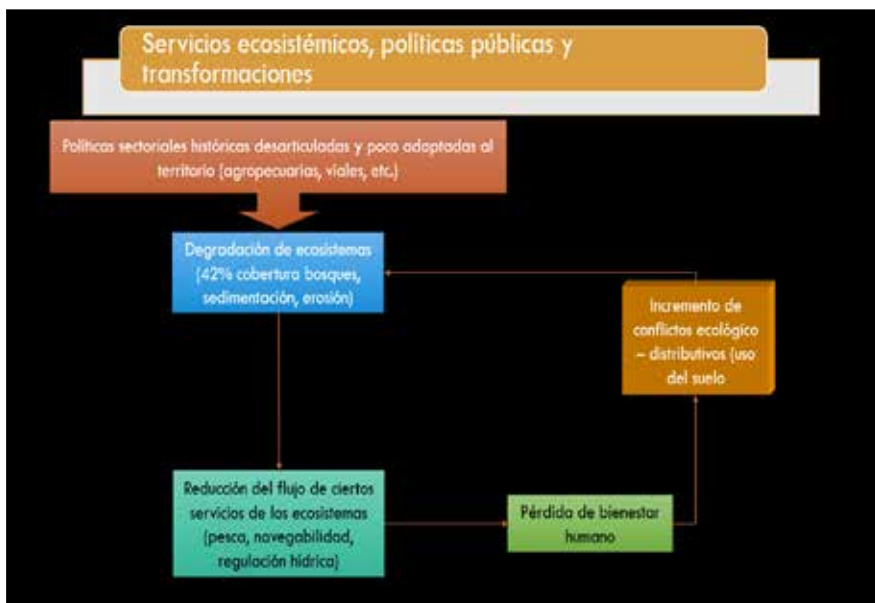 Servicios ecosistémicos, políticas públicas y
transformaciones
Políticas sectoriales históricas desarticuladas y poco adaptadas al
territorio (agropecuarias, viales, etc.)
Degradación de ecosistemas
(42% cobertura bosques,
sedimentación, erosión)
Incremento de
conflictos ecológico
– distributivos (uso
del suelo
Reducción del flujo de ciertos
servicios de los ecosistemas
(pesca, navegabilidad,
regulación hídrica)
Pérdida de bienestar
humano